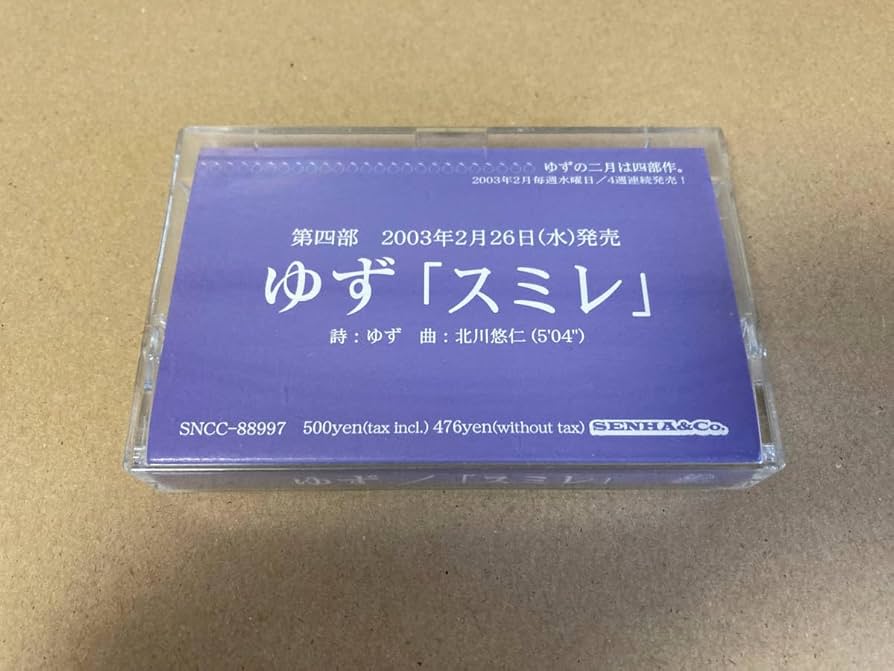 ゆずの二月は四部作。
2003年2月毎週水曜日／4週連続発売！
第四部　2003年2月26日(水)発売
ゆず「スミレ」
詩：ゆず　曲：北川悠仁 (5'04")
SNCC-88997　500yen(tax incl.) 476yen(without tax) SENHA&Co.
ゆず／「スミレ」